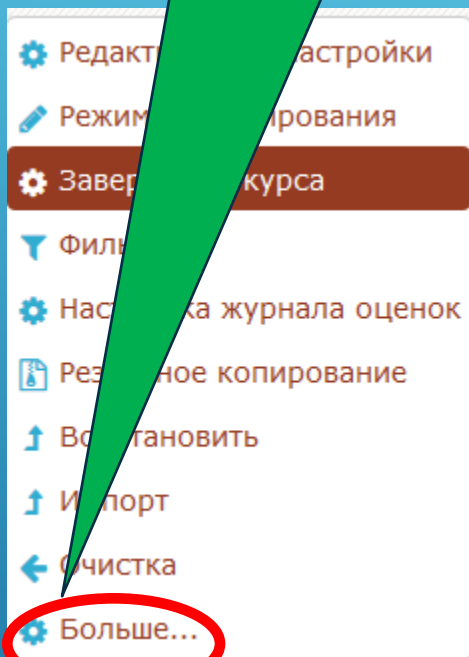 Редакт астройки
Режим ирования
Завер курса
Филь
Нас ка журнала оценок
Рез ное копирование
Во тановить
И порт
Очистка
Больше...